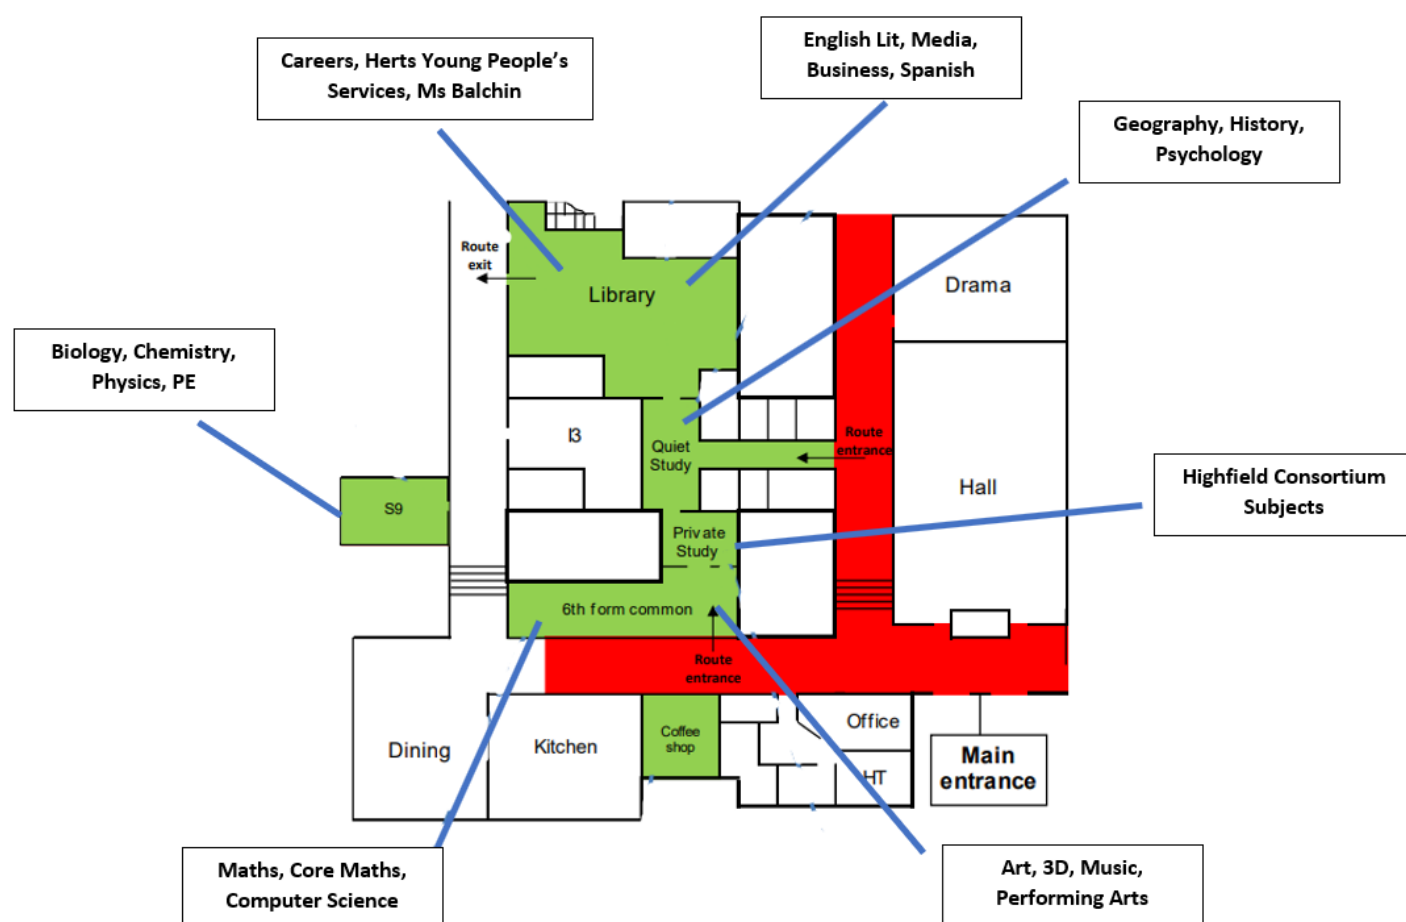 English Lit, Media,
Business, Spanish
Careers, Herts Young People's
Services, Ms Balchin
Geography, History,
Psychology
Route
exit
Library
Drama
Biology, Chemistry,
Physics, PE
I3
Quiet
Study
Route
entrance
Hall
Highfield Consortium
Subjects
S9
Private
Study
6th form common
Route
entrance
Dining
Kitchen
Coffee
shop
Office
HT
Main
entrance
Maths, Core Maths,
Computer Science
Art, 3D, Music,
Performing Arts